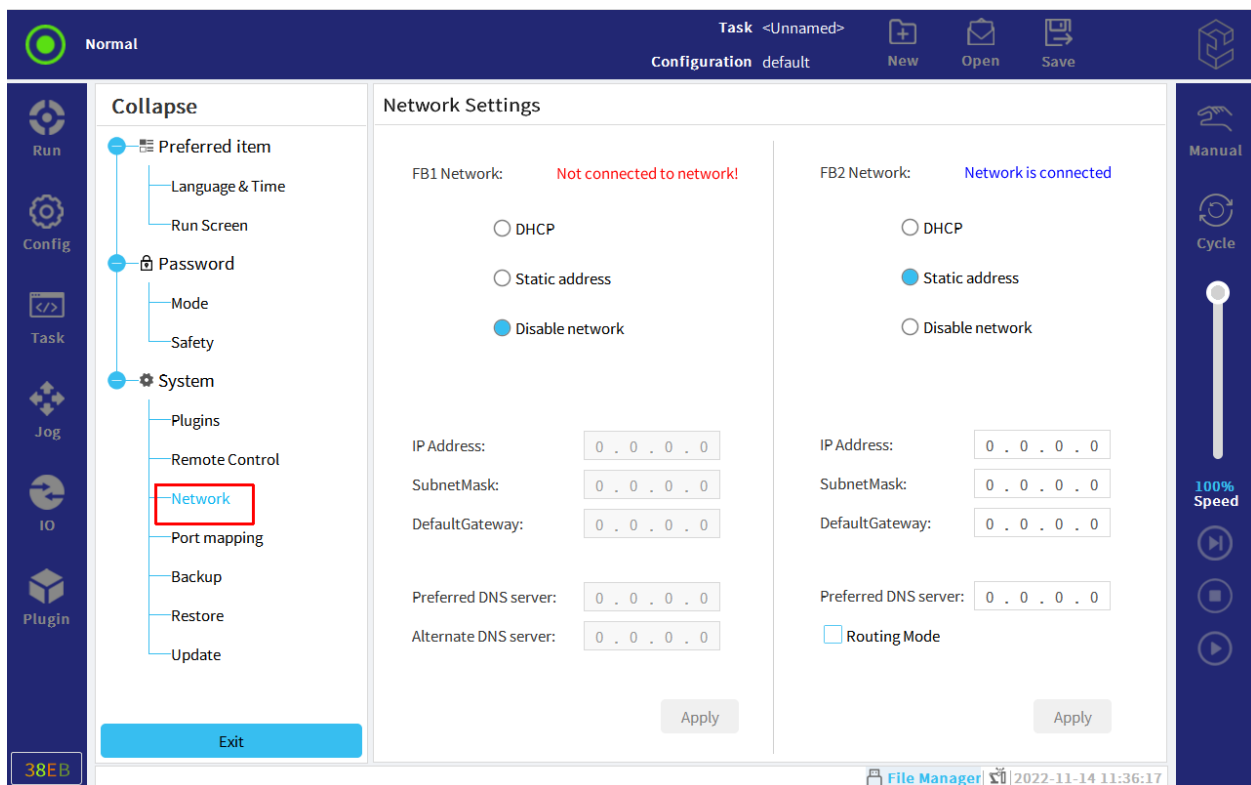 Normal
Task <Unnamed>
Configuration default
New
Open
Save
Run
Config
Task
Jog
IO
Plugin
38EB
Collapse
Preferred item
Language & Time
Run Screen
Password
Mode
Safety
System
Plugins
Remote Control
Network
Port mapping
Backup
Restore
Update
Exit
Network Settings
FB1 Network: Not connected to network!
DHCP
Static address
Disable network
IP Address: 0 . 0 . 0 . 0
SubnetMask: 0 . 0 . 0 . 0
DefaultGateway: 0 . 0 . 0 . 0
Preferred DNS server: 0 . 0 . 0 . 0
Alternate DNS server: 0 . 0 . 0 . 0
Apply
FB2 Network: Network is connected
DHCP
Static address
Disable network
IP Address: 0 . 0 . 0 . 0
SubnetMask: 0 . 0 . 0 . 0
DefaultGateway: 0 . 0 . 0 . 0
Preferred DNS server: 0 . 0 . 0 . 0
Routing Mode
Apply
Manual
Cycle
100%
Speed
File Manager
2022-11-14 11:36:17